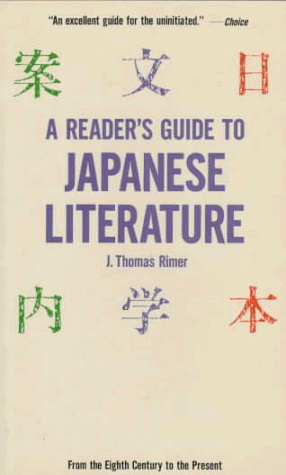 "An excellent guide for the uninitiated." — Choice
日本
文学
案内
A READER'S GUIDE TO
JAPANESE
LITERATURE
J. Thomas Rimer
From the Eighth Century to the Present